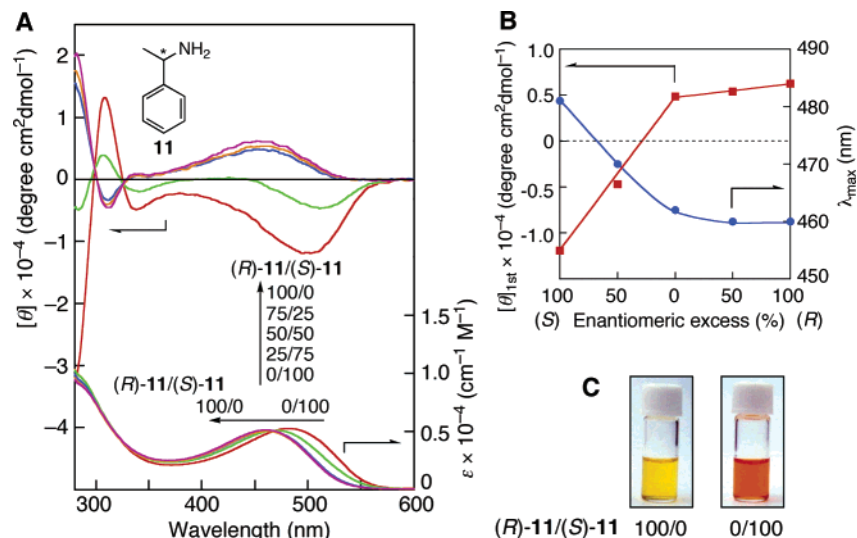 A
[θ] × 10⁻⁴ (degree cm²dmol⁻¹)
2
1
0
−1
−2
−3
−4
*
NH₂
11
(R)-11/(S)-11
100/0
75/25
50/50
25/75
0/100
(R)-11/(S)-11
100/0 0/100
1.5
1.0
0.5
0
ε × 10⁻⁴ (cm⁻¹ M⁻¹)
300 400 500 600
Wavelength (nm)
B
[θ]1st × 10⁻⁴ (degree cm²dmol⁻¹)
1.0
0.5
0
-0.5
-1.0
490
480
470
460
450
λmax (nm)
100 50 0 50 100
(S) Enantiomeric excess (%) (R)
C
(R)-11/(S)-11 100/0 0/100